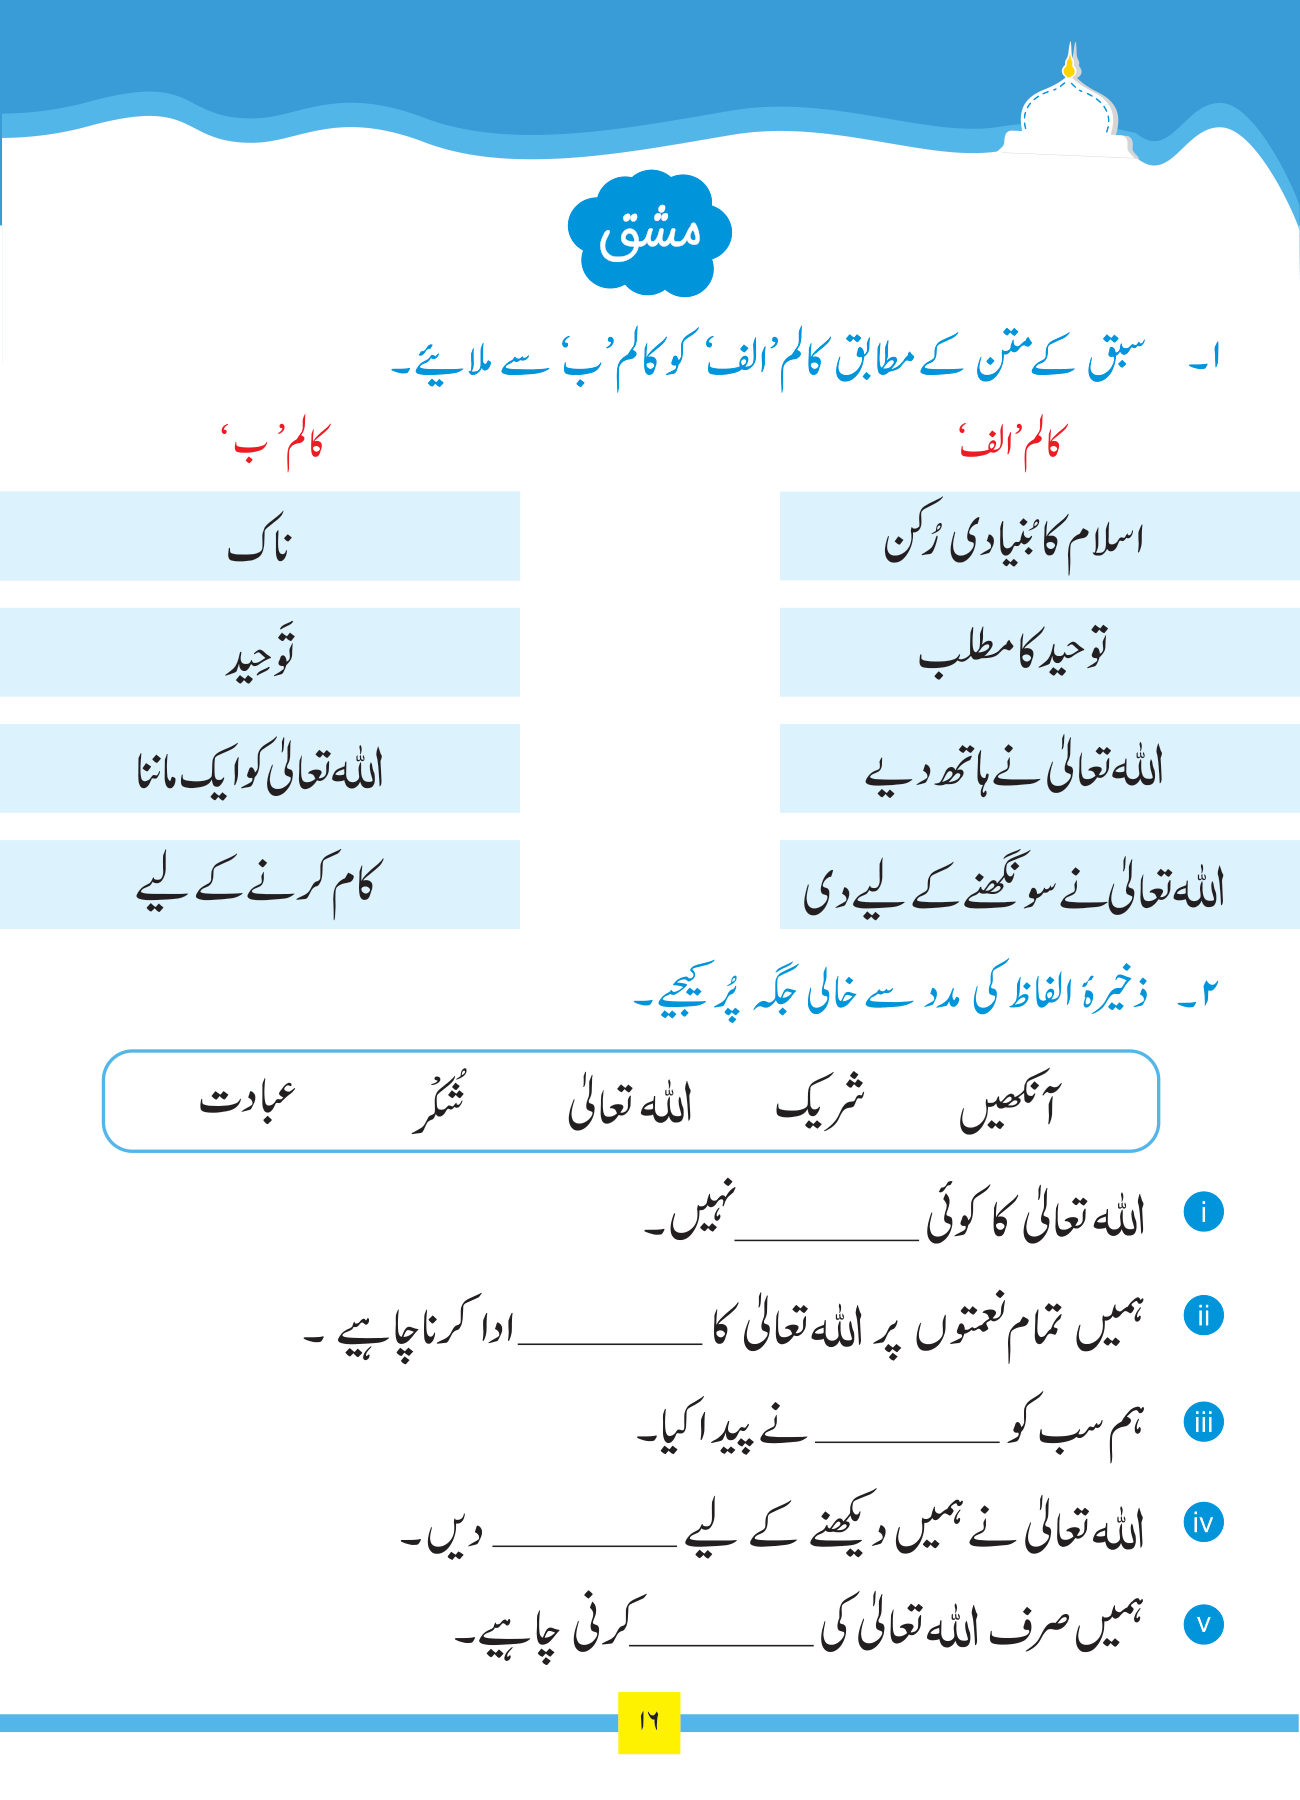 مشق
۱۔ سبق کے متن کے مطابق کالم ’الف‘ کو کالم ’ب‘ سے ملائیے۔
کالم ’الف‘ کالم ’ب‘
اسلام کا بُنیادی رُکن ناک
توحید کا مطلب تَوحِید
اللہ تعالیٰ نے ہاتھ دیے اللہ تعالیٰ کو ایک ماننا
اللہ تعالیٰ نے سونگھنے کے لیے دی کام کرنے کے لیے
۲۔ ذخیرۂ الفاظ کی مدد سے خالی جگہ پُر کیجیے۔
آنکھیں شریک اللہ تعالیٰ شُکْر عبادت
i اللہ تعالیٰ کا کوئی ________ نہیں۔
ii ہمیں تمام نعمتوں پر اللہ تعالیٰ کا ________ ادا کرنا چاہیے۔
iii ہم سب کو ________ نے پیدا کیا۔
iv اللہ تعالیٰ نے ہمیں دیکھنے کے لیے ________ دیں۔
v ہمیں صرف اللہ تعالیٰ کی ________ کرنی چاہیے۔
۱۶